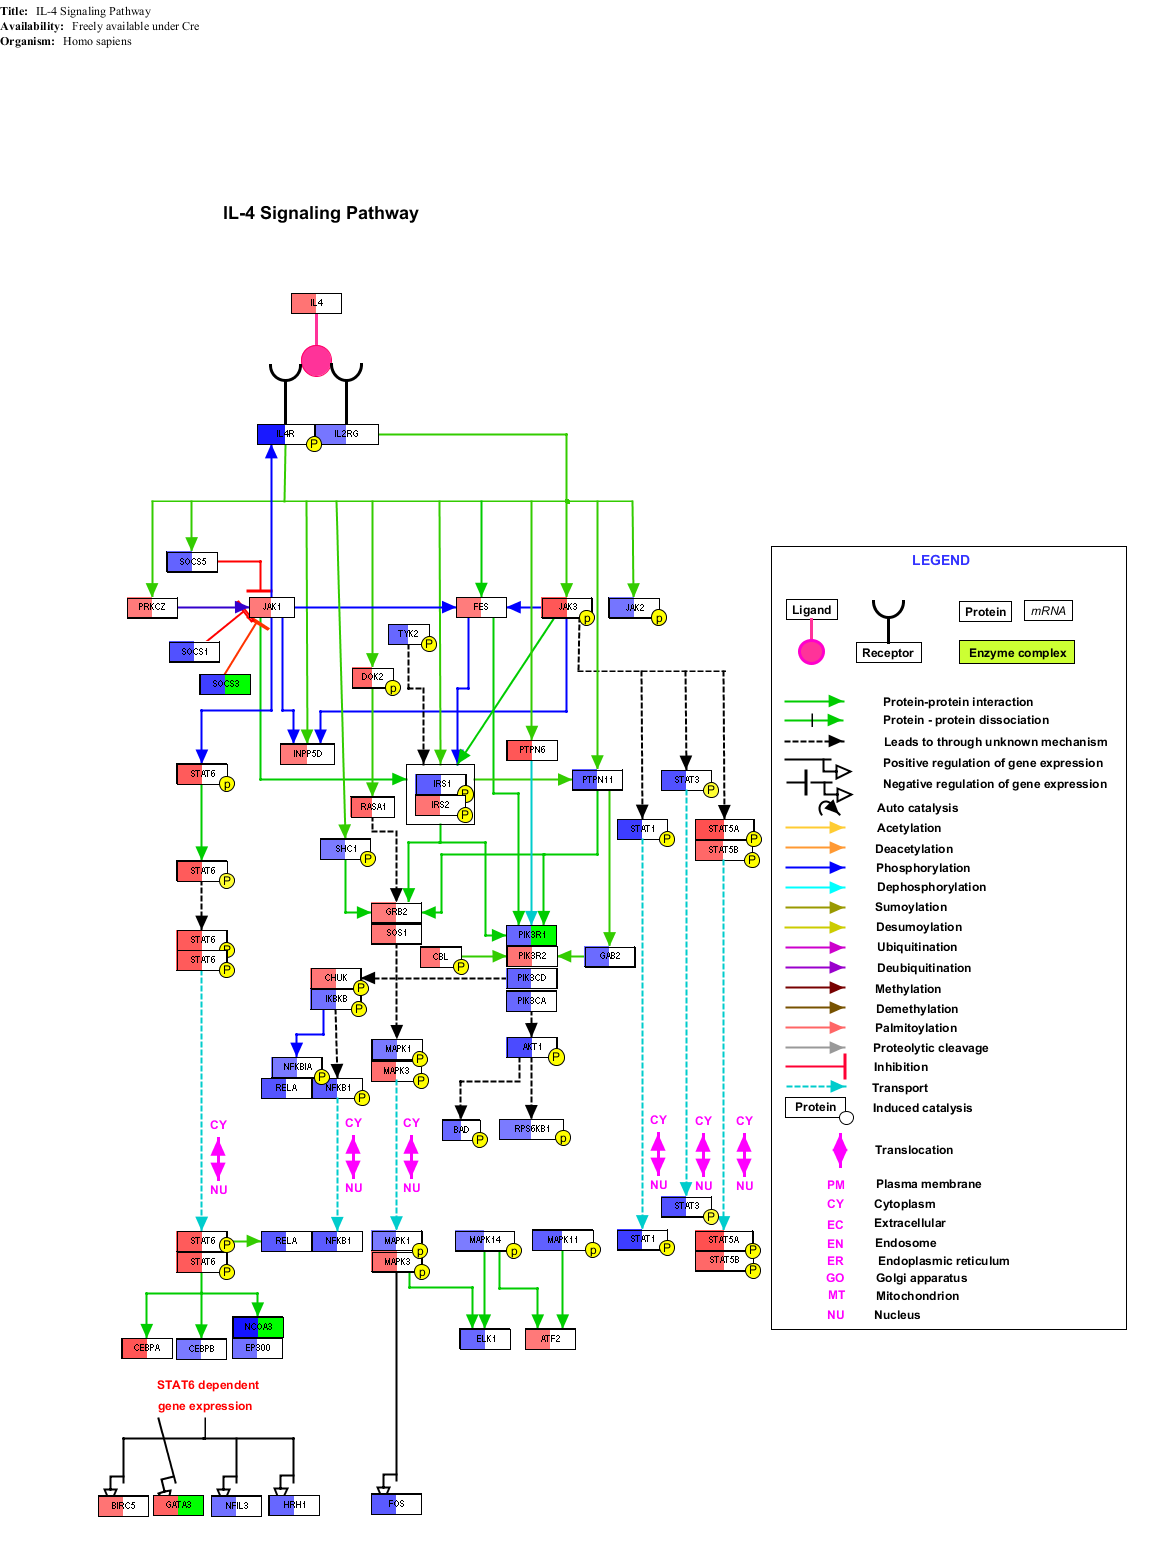 Title: IL-4 Signaling Pathway
Availability: Freely available under Cre
Organism: Homo sapiens
IL-4 Signaling Pathway
IL4
IL4R P IL2RG
SOCS5
PRKCZ JAK1 FES JAK3 p JAK2 p
TYK2 P
SOCS1
SOCS3
DOK2 p
INPP5D
PTPN6
STAT6 p
IRS1 P
IRS2 P
PTPN11
STAT3 P
RASA1
SHC1 P
STAT1 P
STAT5A P
STAT5B P
STAT6 P
GRB2
SOS1
STAT6 P
STAT6 P
CBL P
PIK3R1
PIK3R2
PIK3CD
PIK3CA
GAB2
CHUK P
IKBKB P
MAPK1 P
MAPK3 P
AKT1 P
NFKBIA P
RELA NFKB1 P
BAD P
RPS6KB1 p
CY CY CY CY CY CY
NU NU NU NU NU NU
STAT3 P
STAT6 P
STAT6 P
RELA NFKB1
MAPK1 p
MAPK3 p
MAPK14 p
MAPK11 p
STAT1 P
STAT5A P
STAT5B P
NCOA3
EP300
CEBPA CEBPB
ELK1 ATF2
STAT6 dependent
gene expression
BIRC5 GATA3 NFIL3 HRH1 FOS
LEGEND
Ligand
Receptor
Protein mRNA
Enzyme complex
Protein-protein interaction
Protein - protein dissociation
Leads to through unknown mechanism
Positive regulation of gene expression
Negative regulation of gene expression
Auto catalysis
Acetylation
Deacetylation
Phosphorylation
Dephosphorylation
Sumoylation
Desumoylation
Ubiquitination
Deubiquitination
Methylation
Demethylation
Palmitoylation
Proteolytic cleavage
Inhibition
Transport
Protein Induced catalysis
Translocation
PM Plasma membrane
CY Cytoplasm
EC Extracellular
EN Endosome
ER Endoplasmic reticulum
GO Golgi apparatus
MT Mitochondrion
NU Nucleus